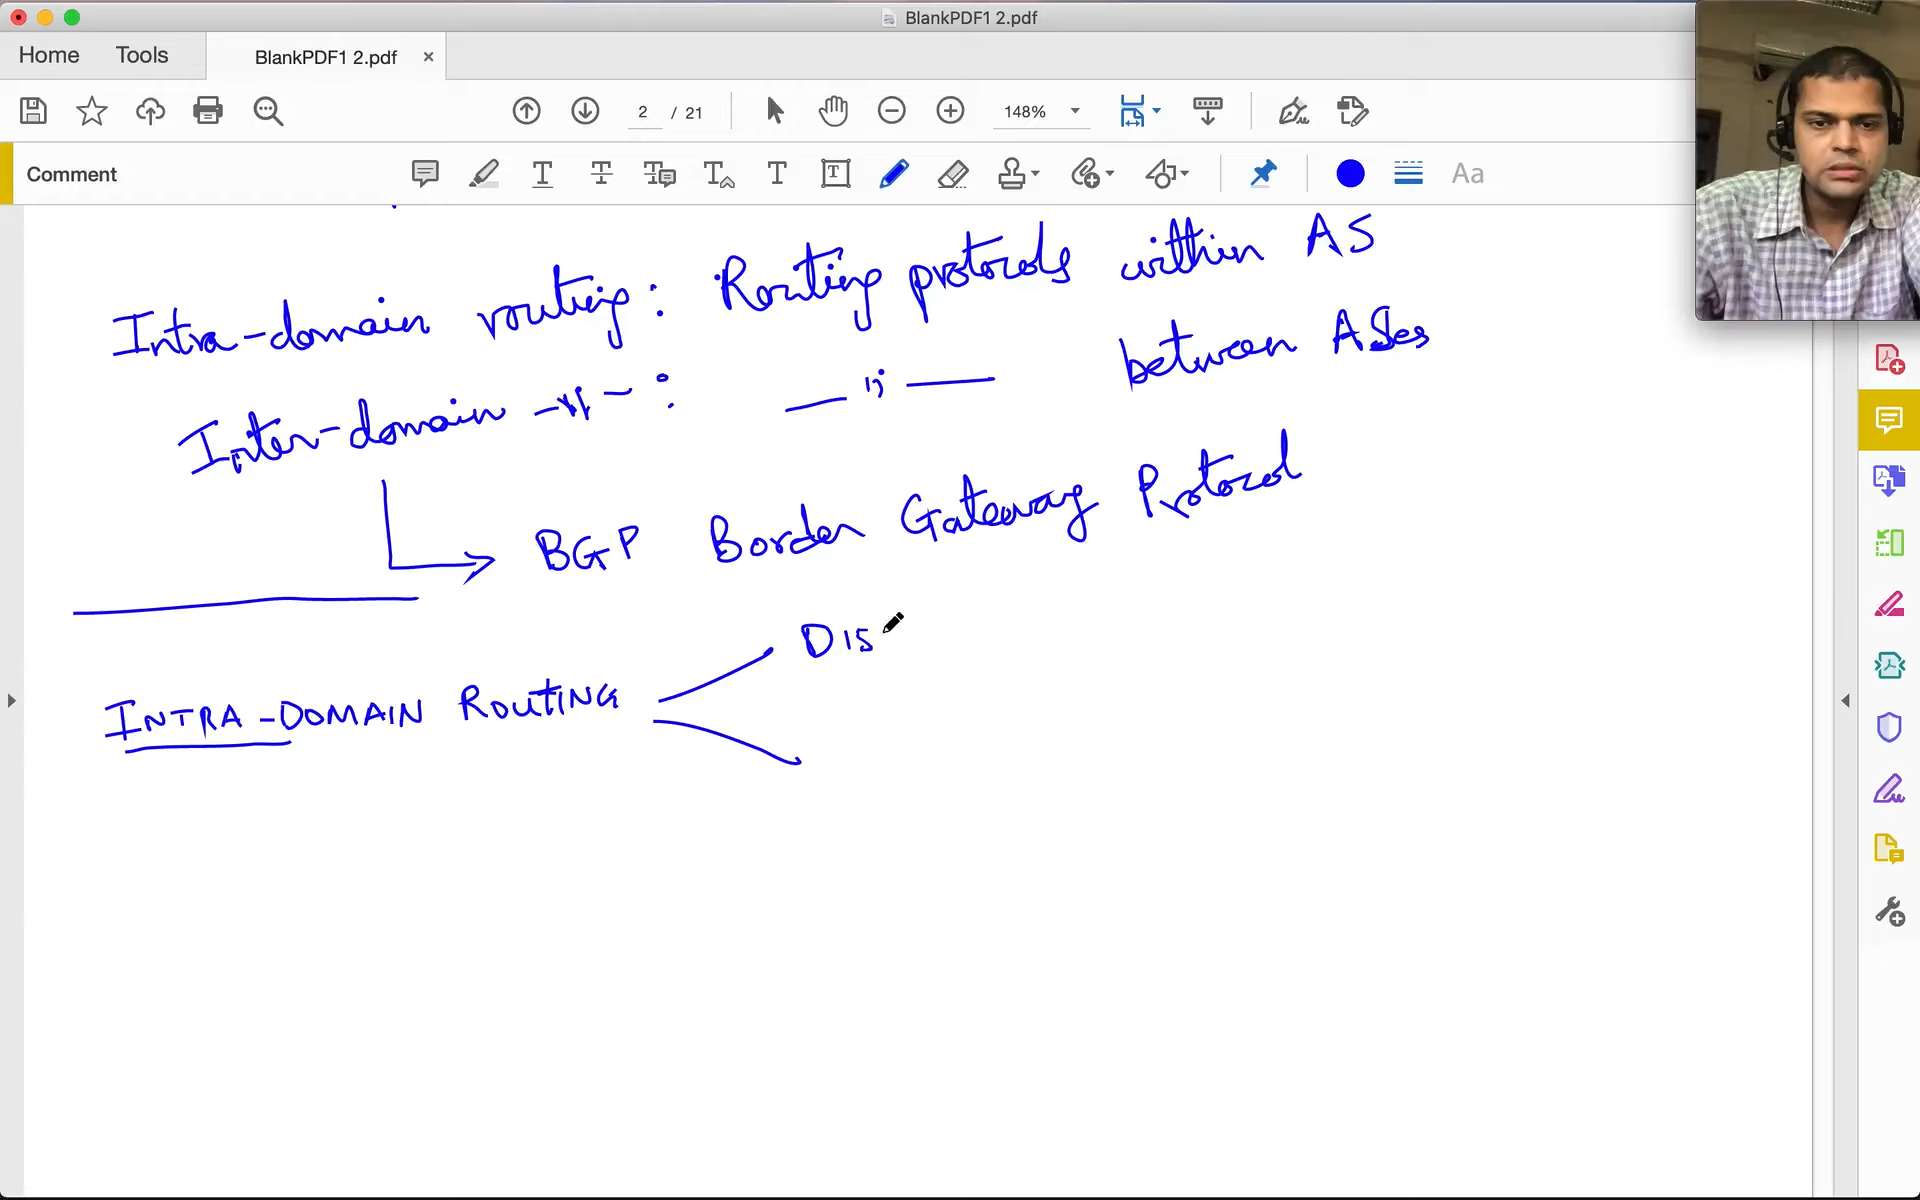 BlankPDF1 2.pdf
Home Tools BlankPDF1 2.pdf ×
2 / 21 148%
Comment Aa
Intra-domain routing : Routing protocols within AS
Inter-domain -"- : — " — between ASes
BGP Border Gateway Protocol
INTRA-DOMAIN ROUTING
DIS